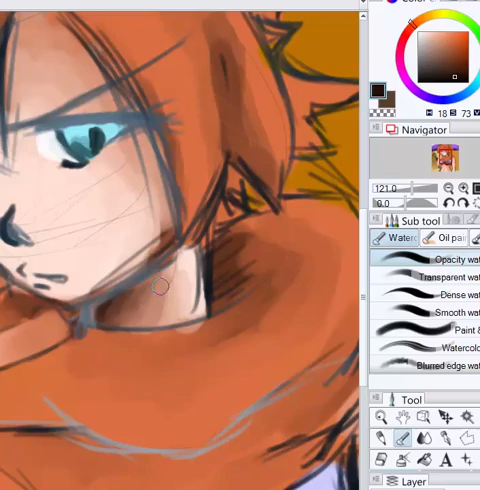 Color
H 18 S 73 V
Navigator
121.0
0.0
Sub tool
Waterc Oil pai
Opacity wat
Transparent wat
Dense wat
Smooth wat
Paint &
Watercolo
Blurred edge wat
Tool
A
Layer